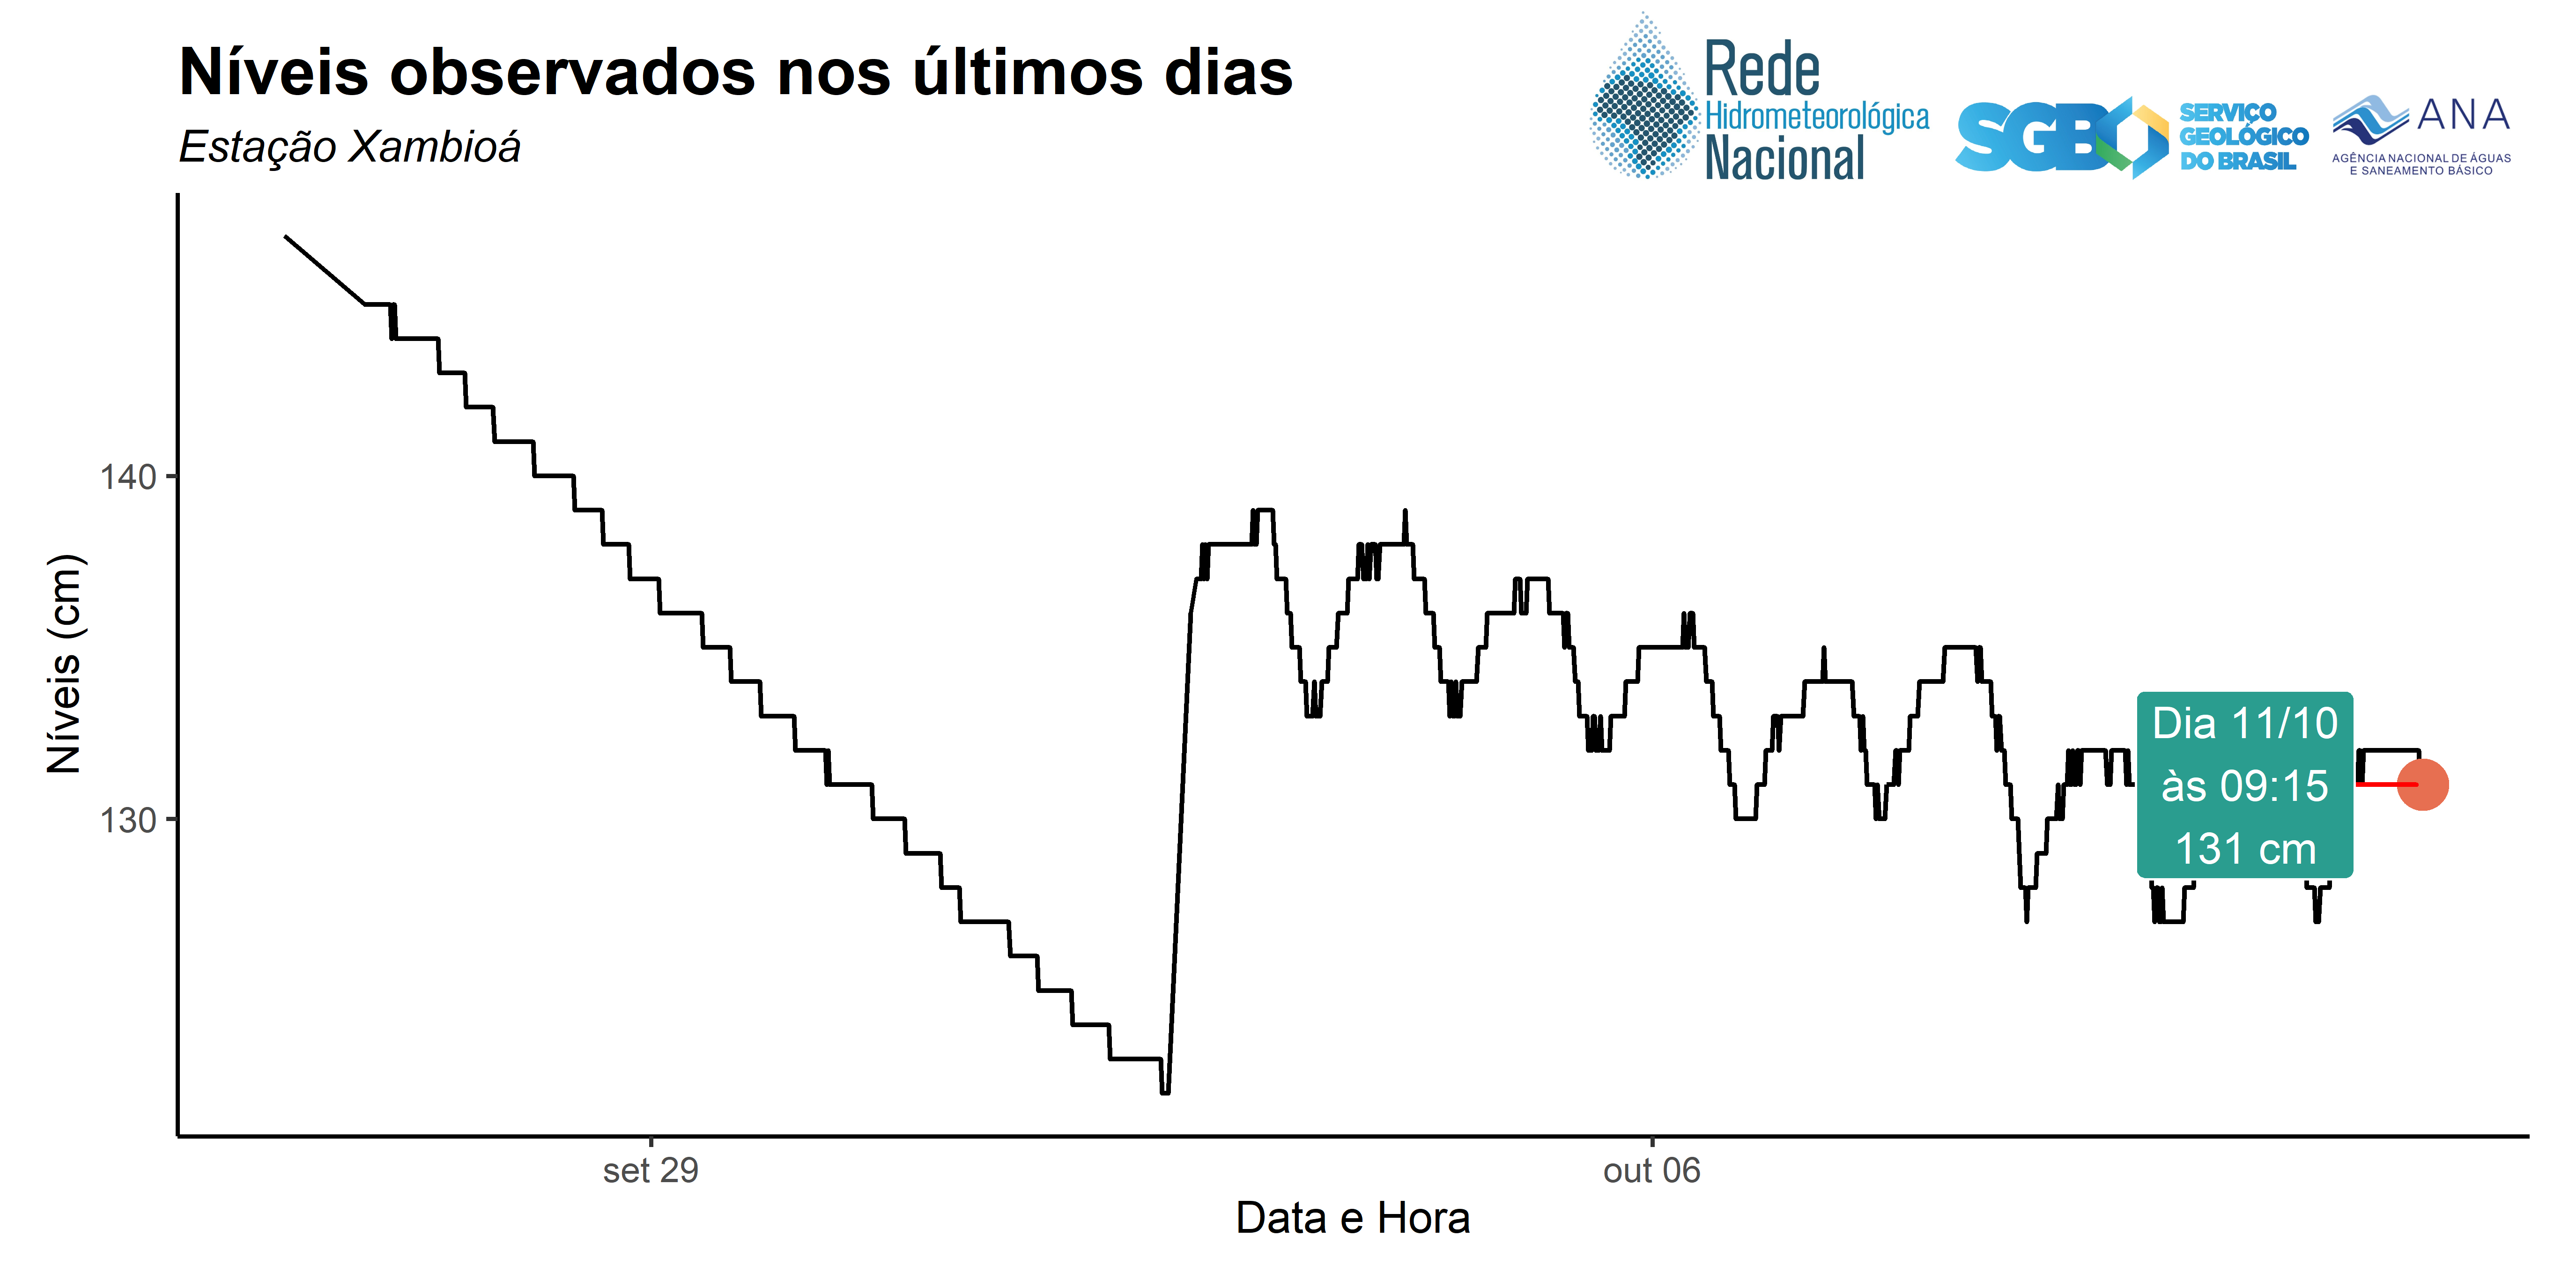 Níveis observados nos últimos dias
Estação Xambioá
Rede
Hidrometeorológica
Nacional
SGB
SERVIÇO
GEOLÓGICO
DO BRASIL
ANA
AGÊNCIA NACIONAL DE ÁGUAS
E SANEAMENTO BÁSICO
140
130
Níveis (cm)
Dia 11/10
às 09:15
131 cm
set 29
out 06
Data e Hora